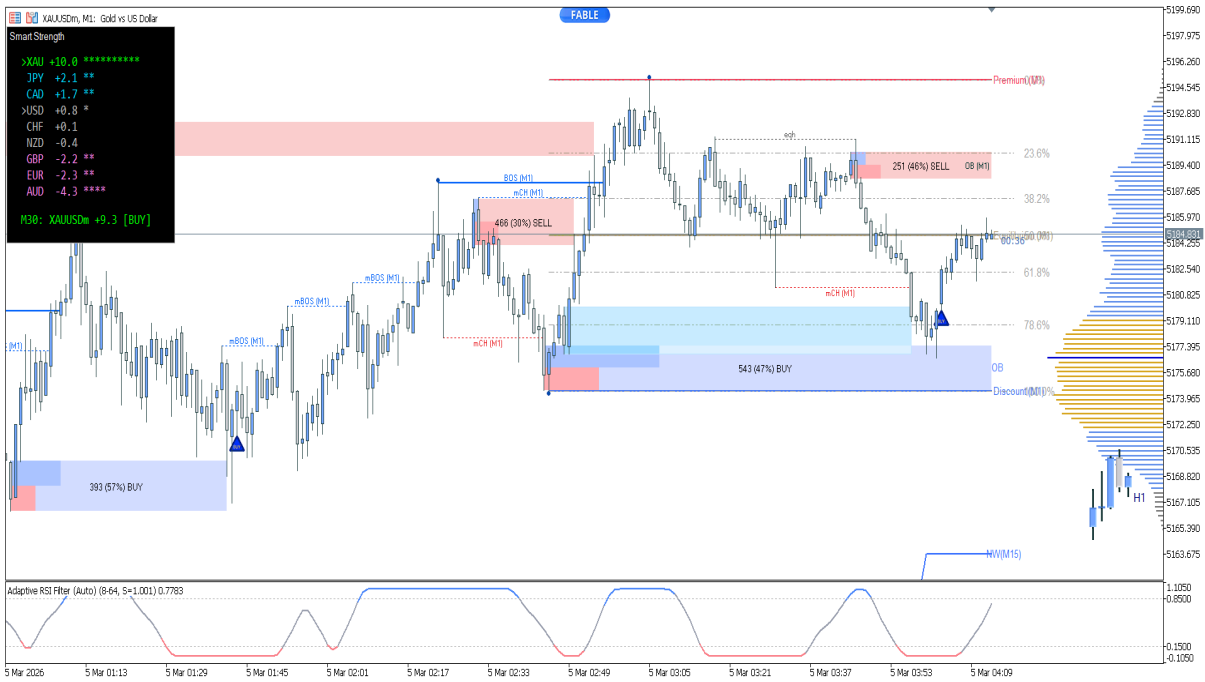 XAUUSDm, M1: Gold vs US Dollar
FABLE
Smart Strength
>XAU +10.0 **********
JPY +2.1 **
CAD +1.7 **
>USD +0.8 *
CHF +0.1
NZD -0.4
GBP -2.2 **
EUR -2.3 **
AUD -4.3 ****
M30: XAUUSDm +9.3 [BUY]
5199.690
5197.975
5196.260
5194.545
5192.830
5191.115
5189.400
5187.685
5185.970
5184.831
5184.255
5182.540
5180.825
5179.110
5177.395
5175.680
5173.965
5172.250
5170.535
5168.820
5167.105
5165.390
5163.675
Premium (M1)
eqh
23.6%
251 (46%) SELL
OB (M1)
BOS (M1)
mCH (M1)
38.2%
466 (30%) SELL
00:36
61.8%
mBOS (M1)
mCH (M1)
mBOS (M1)
78.6%
mBOS (M1)
mCH (M1)
(M1)
543 (47%) BUY
OB
Discount (M1)
393 (57%) BUY
H1
NW(M15)
Adaptive RSI Filter (Auto) (8-64, S=1.001) 0.7783
1.1050
0.8500
0.1500
-0.1050
5 Mar 2026
5 Mar 01:13
5 Mar 01:29
5 Mar 01:45
5 Mar 02:01
5 Mar 02:17
5 Mar 02:33
5 Mar 02:49
5 Mar 03:05
5 Mar 03:21
5 Mar 03:37
5 Mar 03:53
5 Mar 04:09